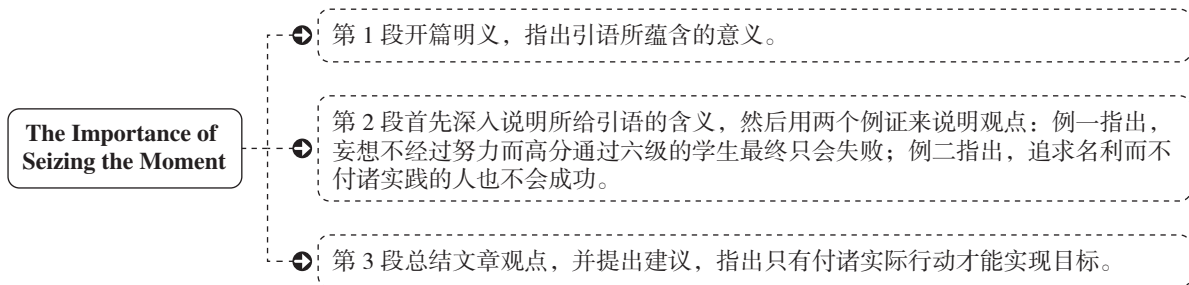 The Importance of
Seizing the Moment
第 1 段开篇明义，指出引语所蕴含的意义。
第 2 段首先深入说明所给引语的含义，然后用两个例证来说明观点：例一指出，
妄想不经过努力而高分通过六级的学生最终只会失败；例二指出，追求名利而不
付诸实践的人也不会成功。
第 3 段总结文章观点，并提出建议，指出只有付诸实际行动才能实现目标。